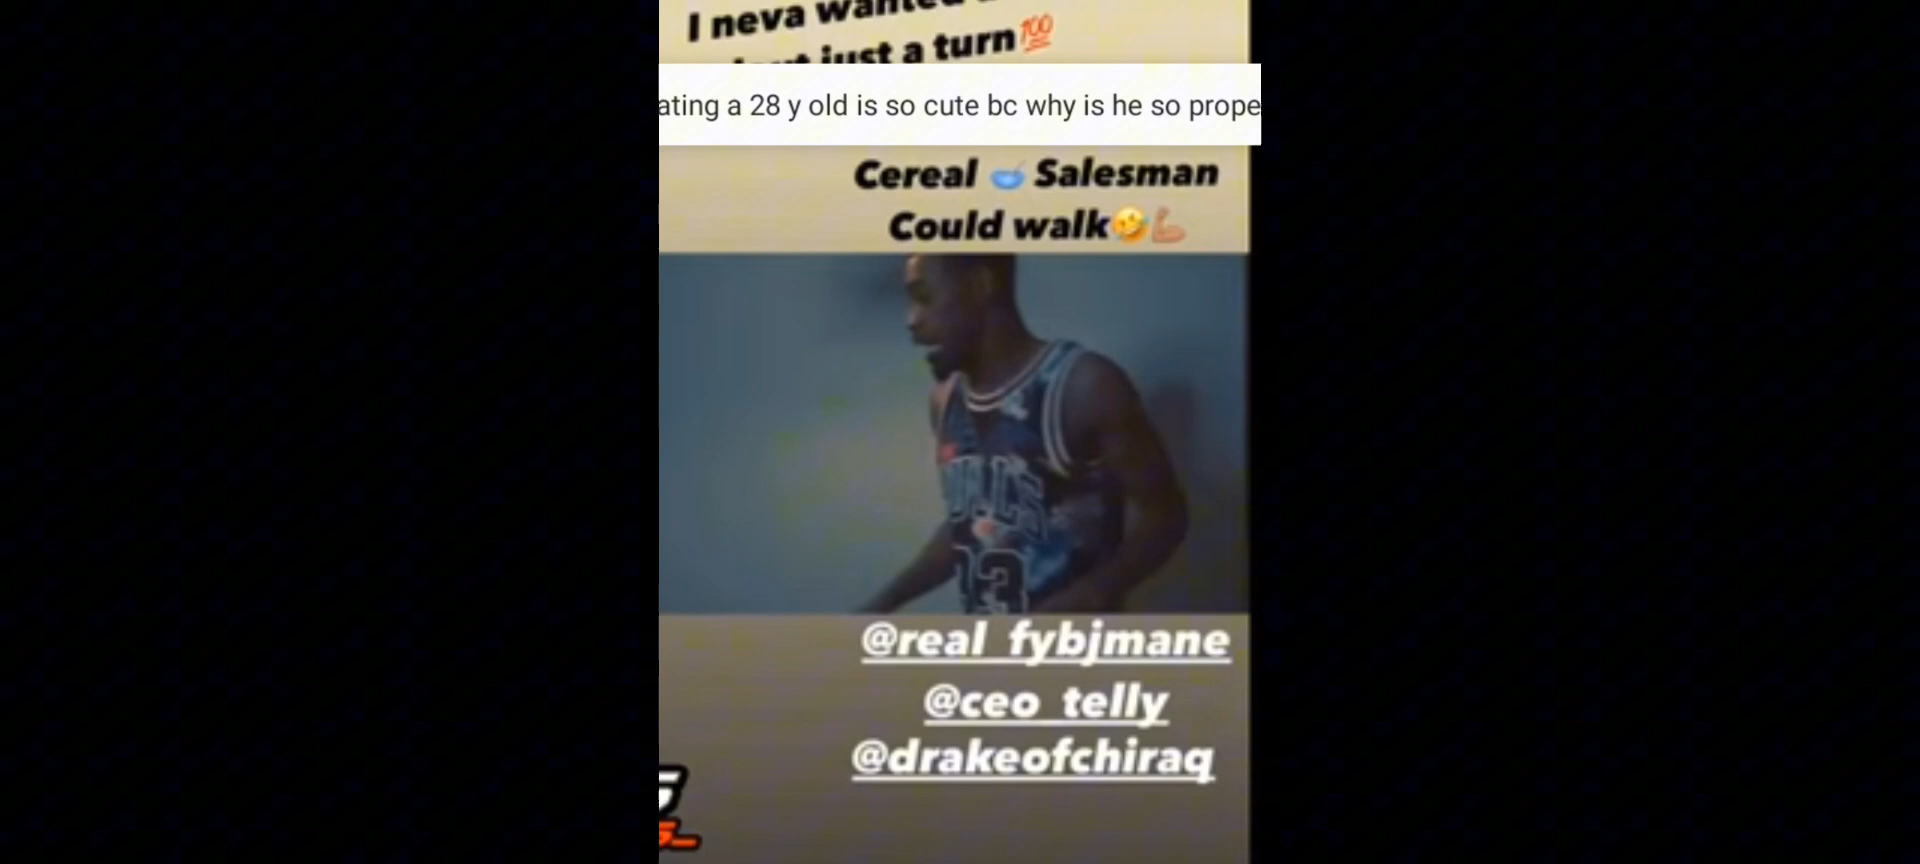 I neva wanted
just a turn💯
ating a 28 y old is so cute bc why is he so prope
Cereal 🥣 Salesman
Could walk🤣💪🏼
@real_fybjmane
@ceo_telly
@drakeofchiraq